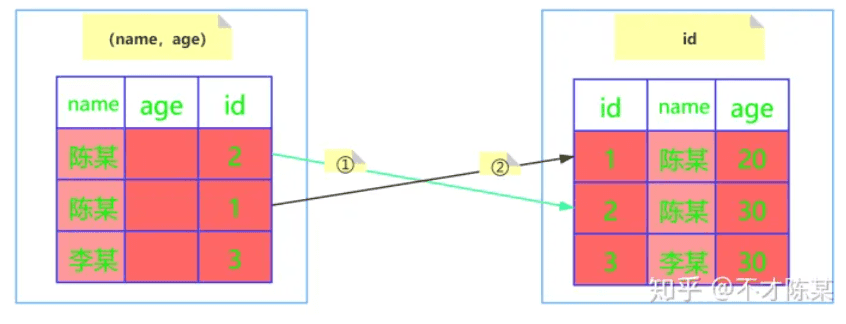 (name，age)
id
name age id
陈某 2
陈某 1
李某 3
①
②
id name age
1 陈某 20
2 陈某 30
3 李某 30
知乎 @不才陈某